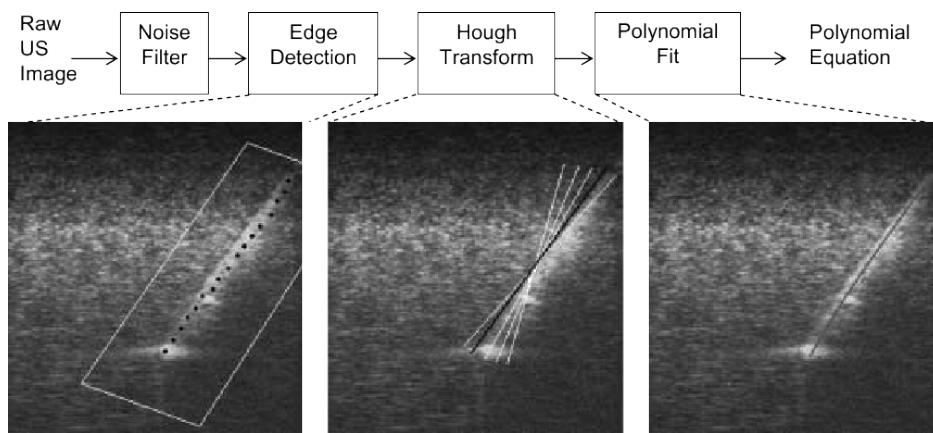 Raw
US
Image
Noise
Filter
Edge
Detection
Hough
Transform
Polynomial
Fit
Polynomial
Equation